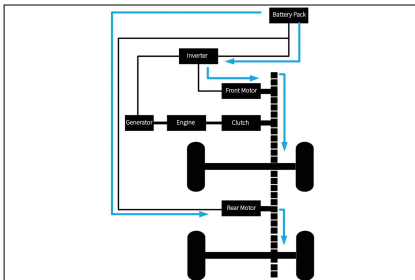 Battery Pack
Inverter
Front Motor
Generator
Engine
Clutch
Rear Motor